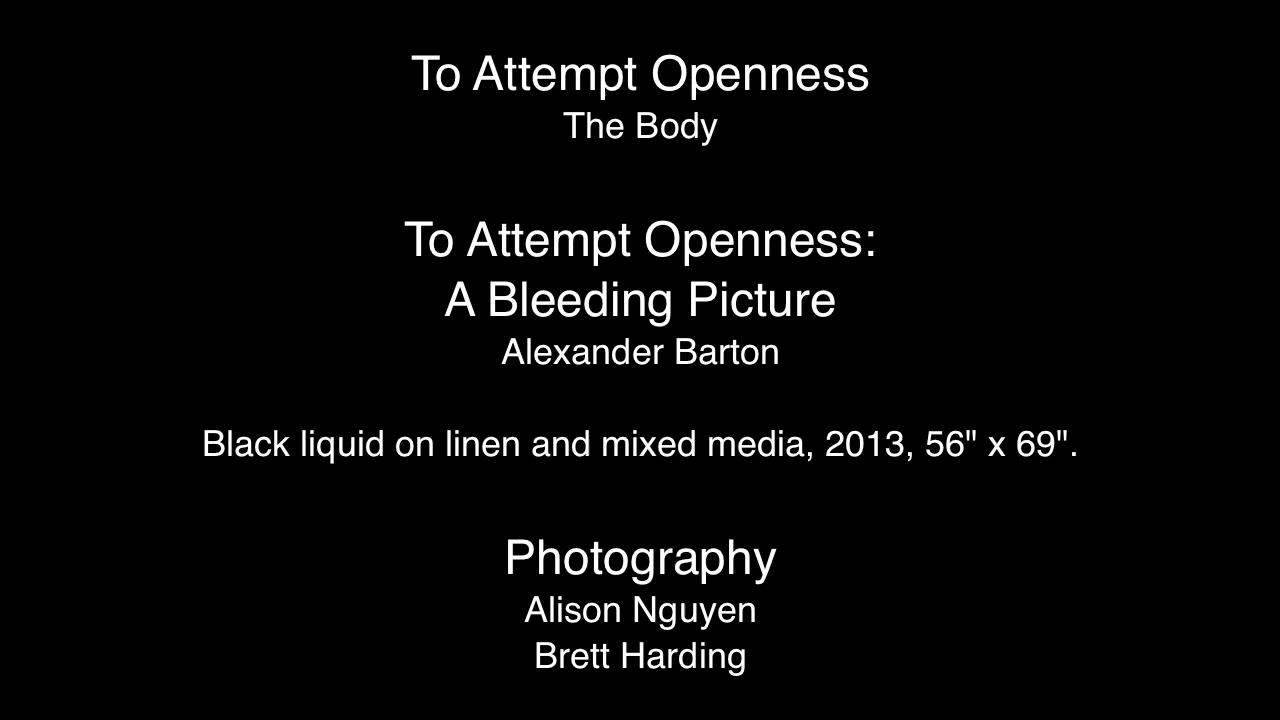 To Attempt Openness
The Body
To Attempt Openness:
A Bleeding Picture
Alexander Barton
Black liquid on linen and mixed media, 2013, 56" x 69".
Photography
Alison Nguyen
Brett Harding